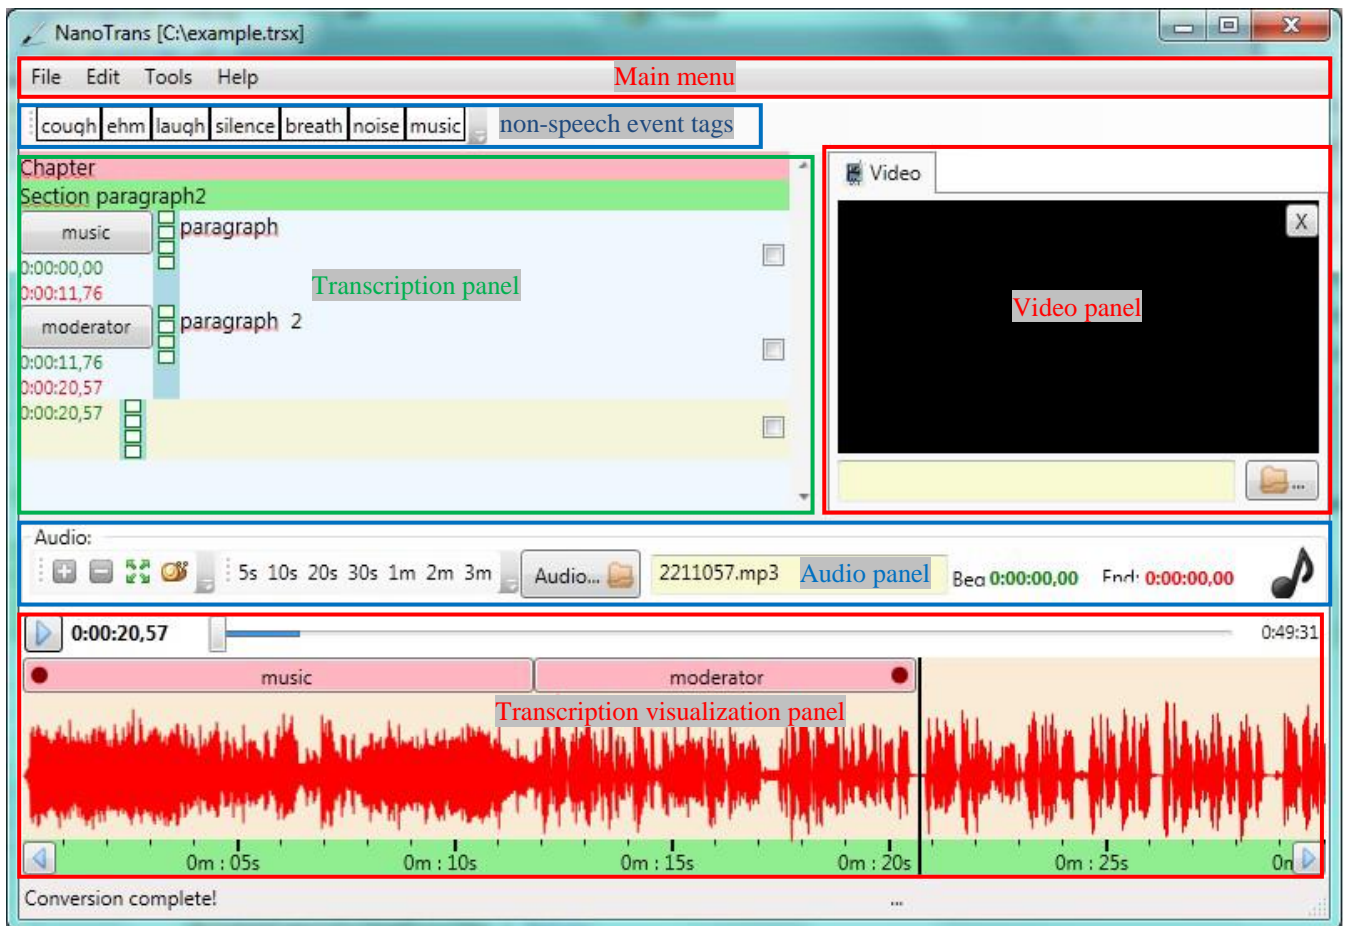 NanoTrans [C:\example.trsx]
X
File Edit Tools Help Main menu
cough ehm laugh silence breath noise music non-speech event tags
Chapter
Section paragraph2
music paragraph
0:00:00,00
0:00:11,76
Transcription panel
moderator paragraph 2
0:00:11,76
0:00:20,57
0:00:20,57
Video
X
Video panel
...
Audio:
5s 10s 20s 30s 1m 2m 3m Audio... 2211057.mp3 Audio panel Beg 0:00:00,00 End: 0:00:00,00
0:00:20,57 0:49:31
music moderator
Transcription visualization panel
0m : 05s 0m : 10s 0m : 15s 0m : 20s 0m : 25s 0n
Conversion complete! ...